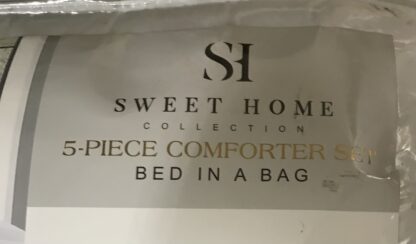 SH
SWEET HOME
COLLECTION
5-PIECE COMFORTER SET
BED IN A BAG